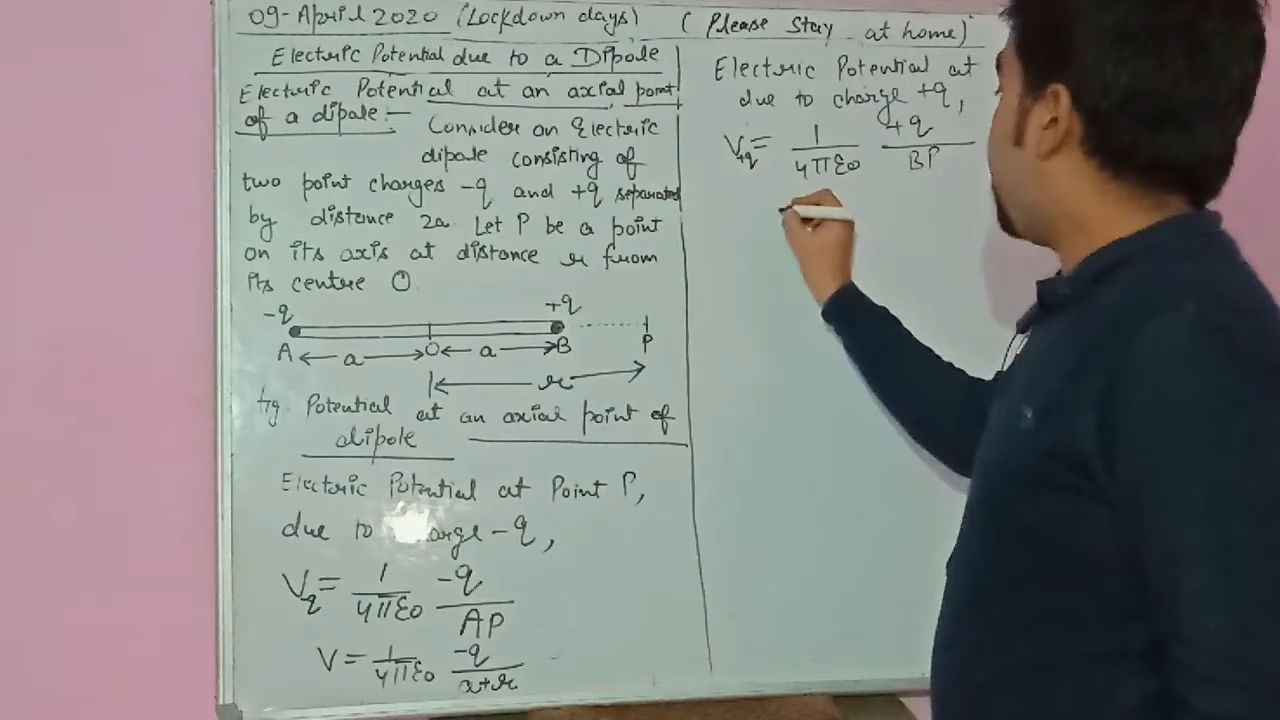 09-April 2020 (Lockdown days) (Please Stay at home)
Electric Potential due to a Dipole
Electric Potential at an axial point
of a dipole:- Consider an Electric
dipole consisting of
two point charges -q and +q separated
by distance 2a. Let P be a point
on its axis at distance r from
its centre O.
-q +q
A a O a B P
r
fig. Potential at an axial point of
dipole
Electric Potential at Point P,
due to charge -q,
V-q = 1/4πε0 -q/AP
V = 1/4πε0 -q/a+r
Electric Potential at
due to charge +q,
V+q = 1/4πε0 +q/BP